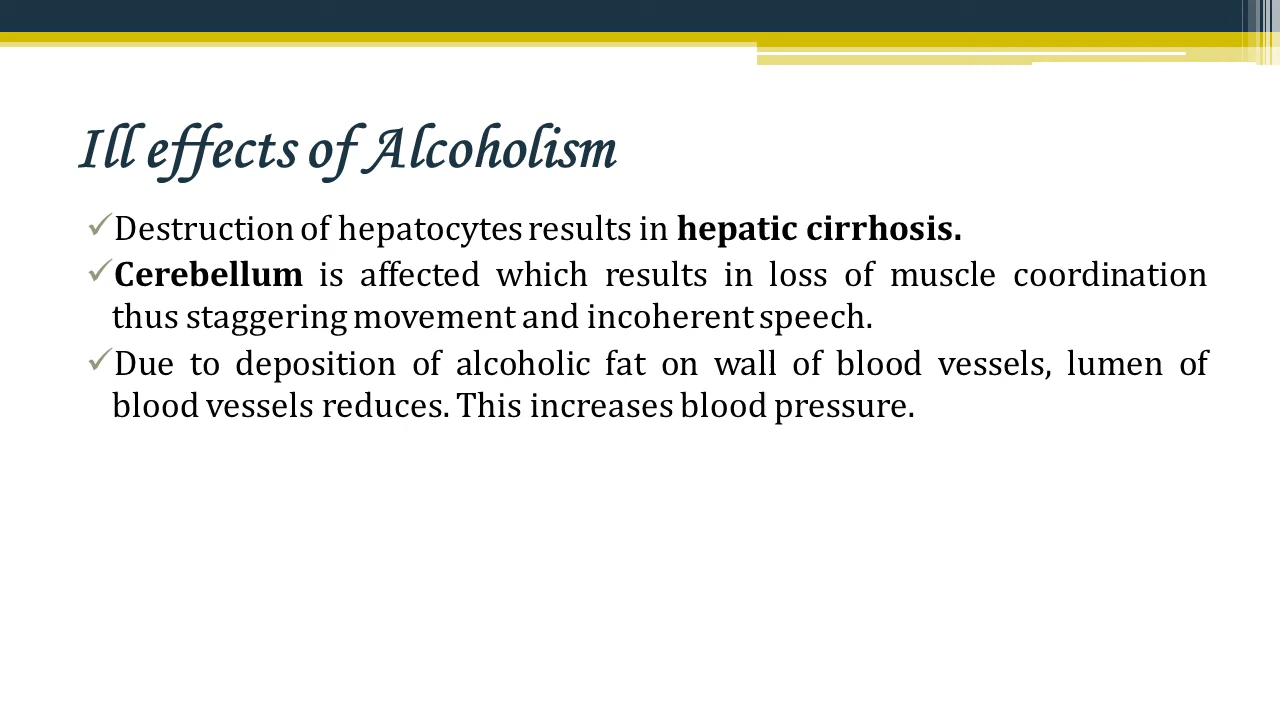 Ill effects of Alcoholism
✓Destruction of hepatocytes results in hepatic cirrhosis.
✓Cerebellum is affected which results in loss of muscle coordination
thus staggering movement and incoherent speech.
✓Due to deposition of alcoholic fat on wall of blood vessels, lumen of
blood vessels reduces. This increases blood pressure.